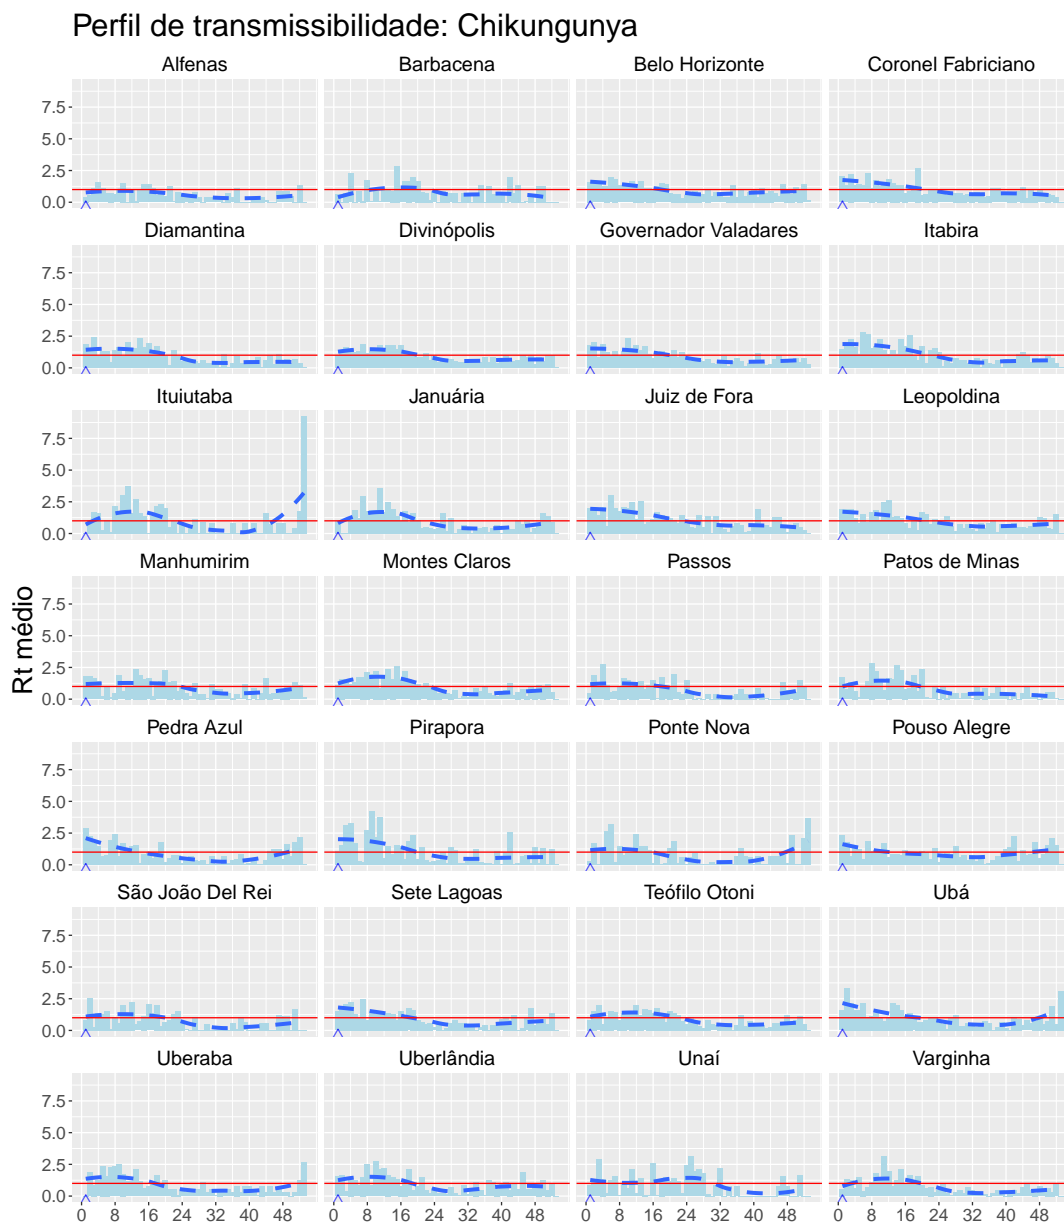 Perfil de transmissibilidade: Chikungunya
Alfenas Barbacena Belo Horizonte Coronel Fabriciano
7.5
5.0
2.5
0.0
Diamantina Divinópolis Governador Valadares Itabira
7.5
5.0
2.5
0.0
Ituiutaba Januária Juiz de Fora Leopoldina
7.5
5.0
2.5
0.0
Manhumirim Montes Claros Passos Patos de Minas
Rt médio
7.5
5.0
2.5
0.0
Pedra Azul Pirapora Ponte Nova Pouso Alegre
7.5
5.0
2.5
0.0
São João Del Rei Sete Lagoas Teófilo Otoni Ubá
7.5
5.0
2.5
0.0
Uberaba Uberlândia Unaí Varginha
7.5
5.0
2.5
0.0
0 8 16 24 32 40 48 0 8 16 24 32 40 48 0 8 16 24 32 40 48 0 8 16 24 32 40 48